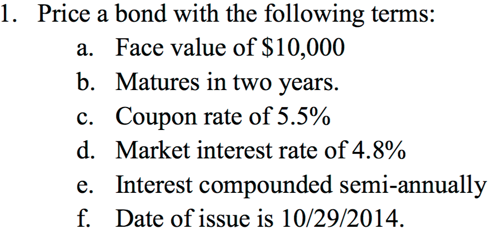 1. Price a bond with the following terms:
a. Face value of $10,000
b. Matures in two years.
c. Coupon rate of 5.5%
d. Market interest rate of 4.8%
e. Interest compounded semi-annually
f. Date of issue is 10/29/2014.